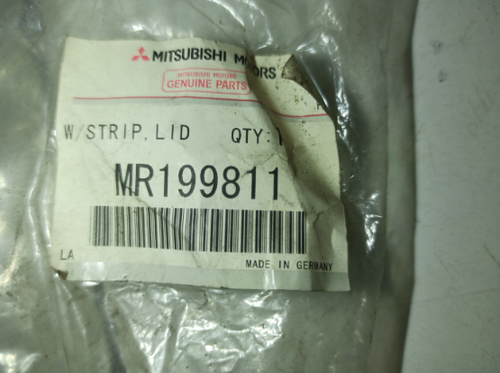 MITSUBISHI MOTORS
MITSUBISHI MOTORS
GENUINE PARTS
W/STRIP, LID QTY: 1
MR199811
LA MADE IN GERMANY